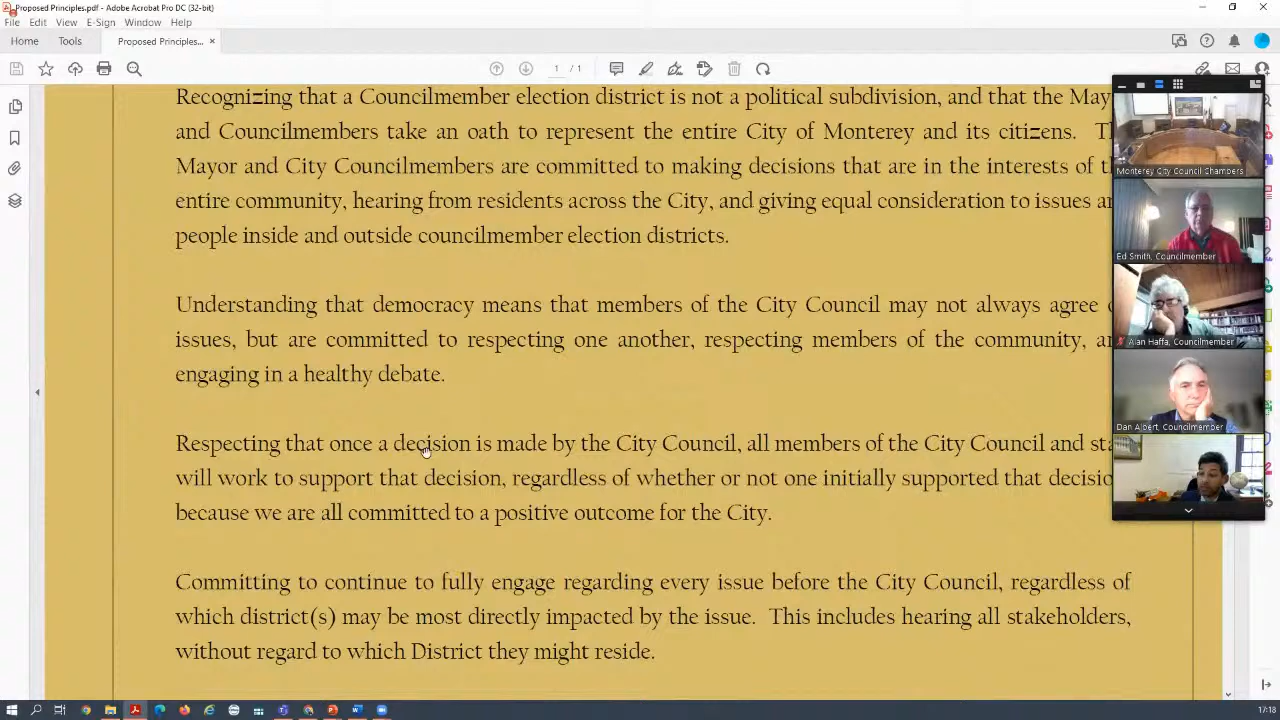 Proposed Principles.pdf - Adobe Acrobat Pro DC (32-bit)
File Edit View E-Sign Window Help
Home Tools Proposed Principles... ×
1 / 1
Recognizing that a Councilmember election district is not a political subdivision, and that the May
and Councilmembers take an oath to represent the entire City of Monterey and its citizens. Th
Mayor and City Councilmembers are committed to making decisions that are in the interests of th
entire community, hearing from residents across the City, and giving equal consideration to issues an
people inside and outside councilmember election districts.
Understanding that democracy means that members of the City Council may not always agree o
issues, but are committed to respecting one another, respecting members of the community, an
engaging in a healthy debate.
Respecting that once a decision is made by the City Council, all members of the City Council and sta
will work to support that decision, regardless of whether or not one initially supported that decisio
because we are all committed to a positive outcome for the City.
Committing to continue to fully engage regarding every issue before the City Council, regardless of
which district(s) may be most directly impacted by the issue. This includes hearing all stakeholders,
without regard to which District they might reside.
Monterey City Council Chambers
Ed Smith, Councilmember
Alan Haffa, Councilmember
Dan Albert, Councilmember
17:18